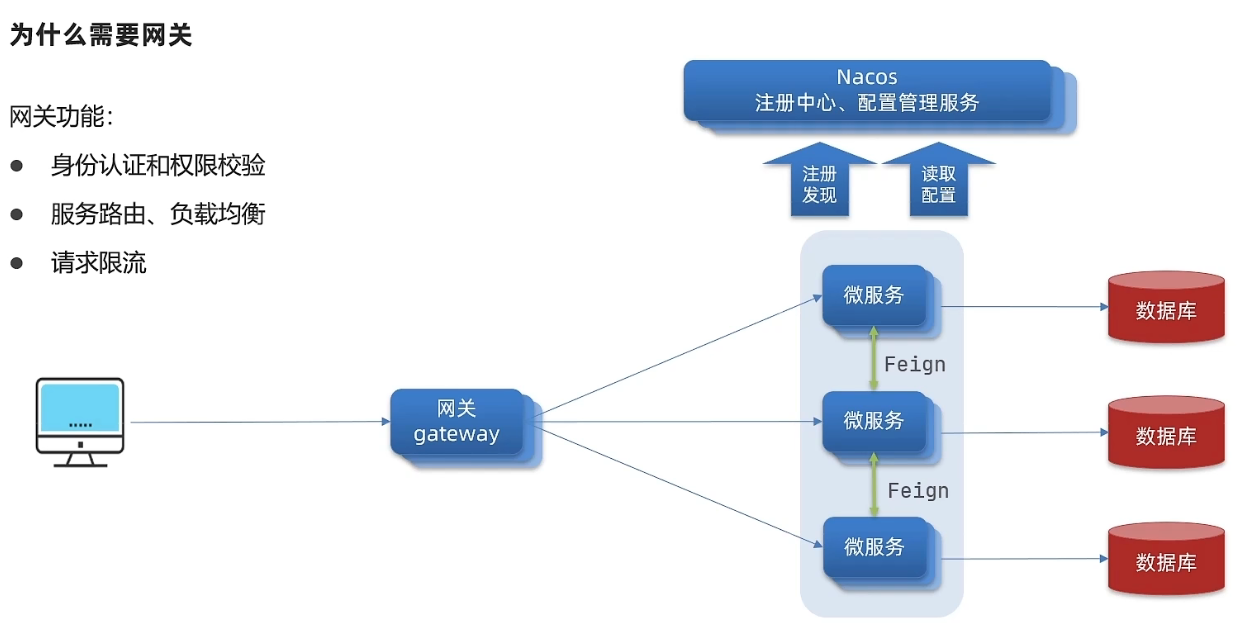 为什么需要网关
网关功能：
身份认证和权限校验
服务路由、负载均衡
请求限流
Nacos
注册中心、配置管理服务
注册
发现
读取
配置
微服务
数据库
Feign
网关
gateway
微服务
数据库
Feign
微服务
数据库